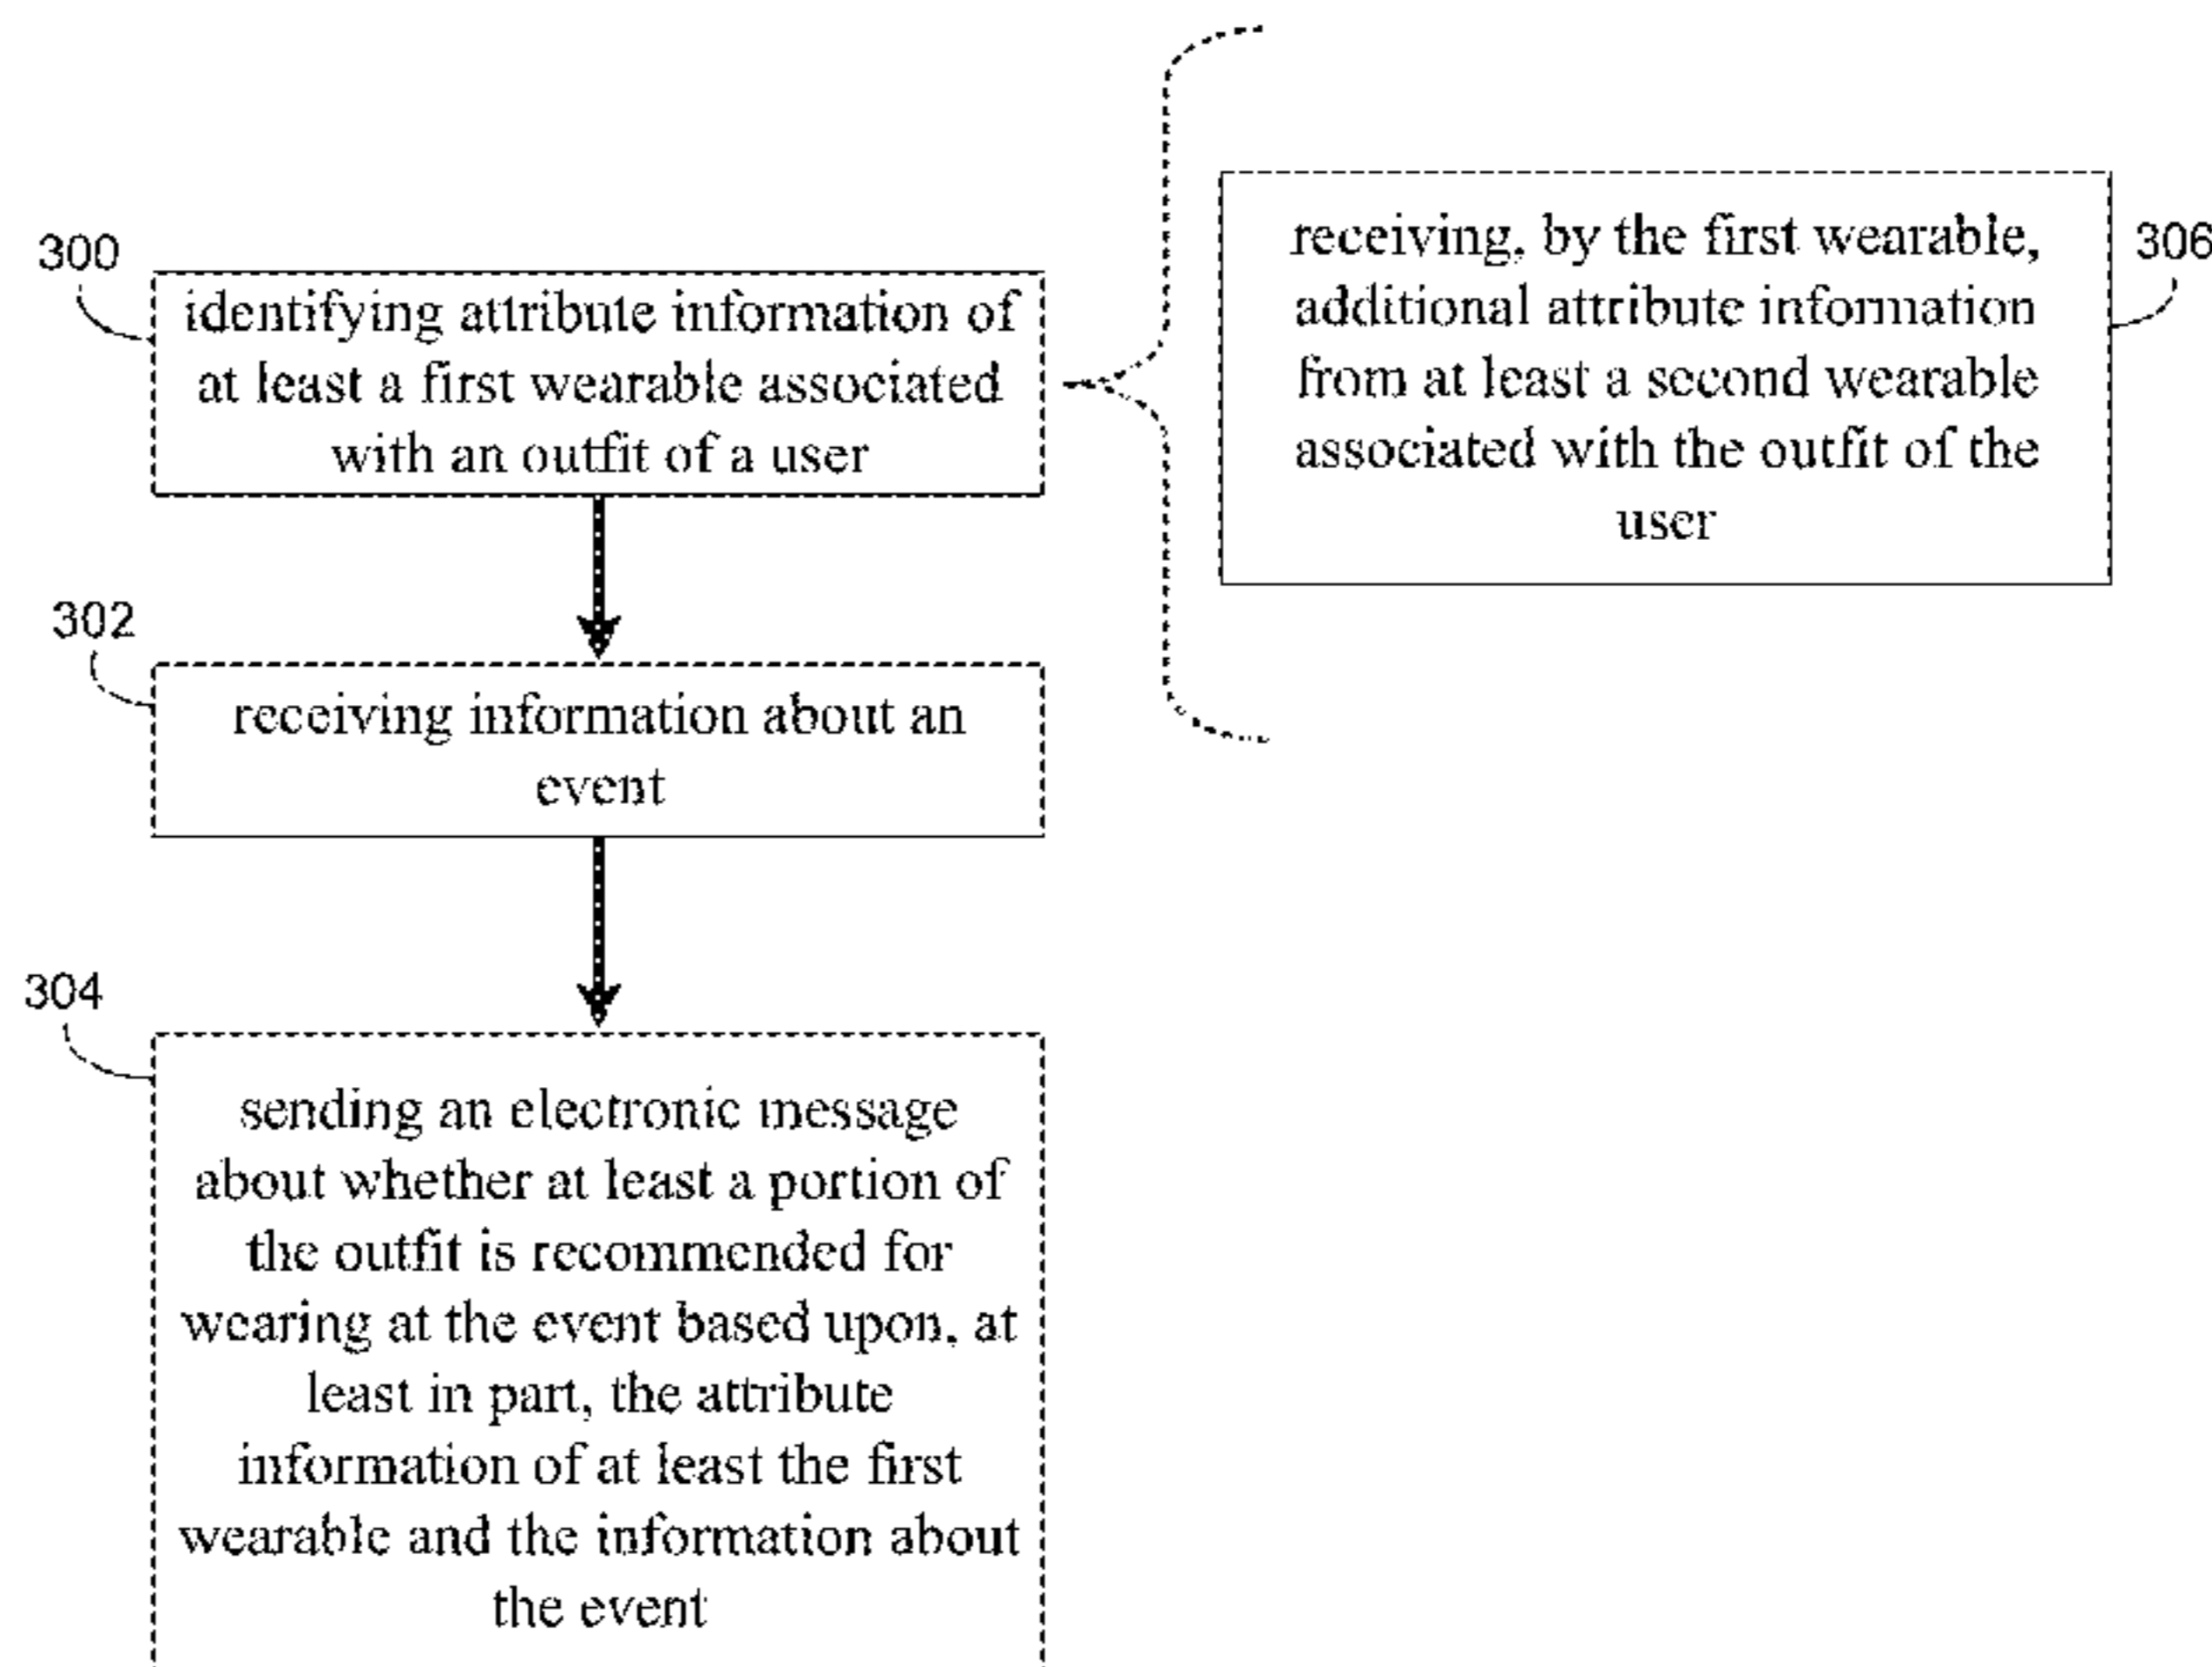 300
identifying attribute information of
at least a first wearable associated
with an outfit of a user
306
receiving, by the first wearable,
additional attribute information
from at least a second wearable
associated with the outfit of the
user
302
receiving information about an
event
304
sending an electronic message
about whether at least a portion of
the outfit is recommended for
wearing at the event based upon, at
least in part, the attribute
information of at least the first
wearable and the information about
the event